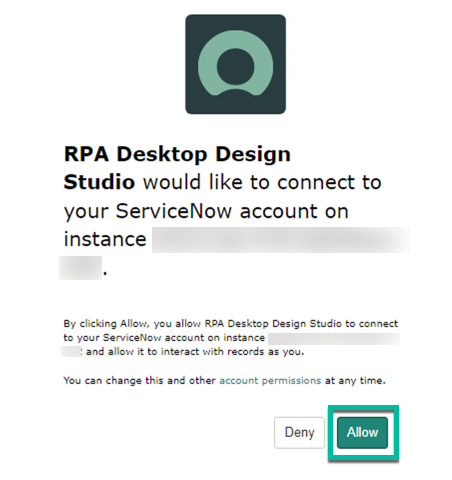 RPA Desktop Design
Studio would like to connect to
your ServiceNow account on
instance
.
By clicking Allow, you allow RPA Desktop Design Studio to connect
to your ServiceNow account on instance
and allow it to interact with records as you.
You can change this and other account permissions at any time.
Deny Allow